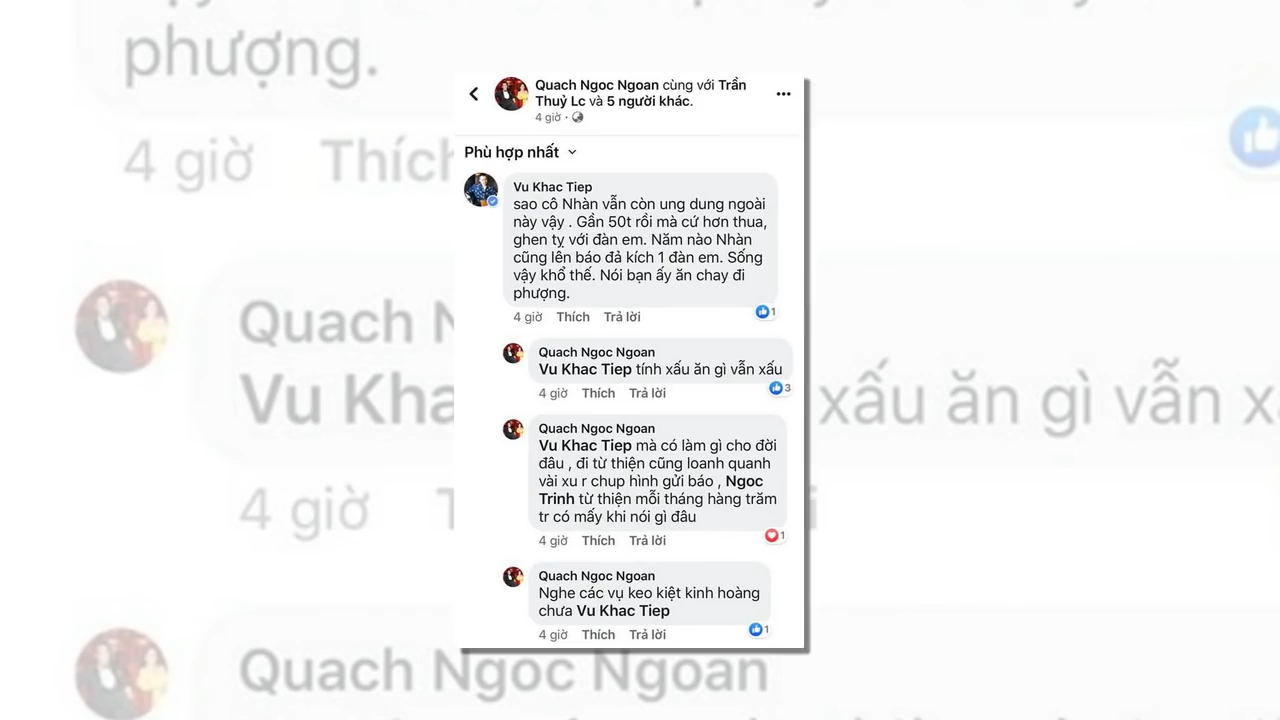 phượng.
4 giờ Thích
Quach Ngoc Ngoan cùng với Trần
Thuỷ Lc và 5 người khác.
4 giờ ·
Phù hợp nhất
Vu Khac Tiep
sao cô Nhàn vẫn còn ung dung ngoài
này vậy . Gần 50t rồi mà cứ hơn thua,
ghen tỵ với đàn em. Năm nào Nhàn
cũng lên báo đả kích 1 đàn em. Sống
vậy khổ thế. Nói bạn ấy ăn chay đi
phượng.
4 giờ Thích Trả lời 1
Quach Ngoc Ngoan
Vu Khac Tiep tính xấu ăn gì vẫn xấu
4 giờ Thích Trả lời 3
Quach Ngoc Ngoan
Vu Khac Tiep mà có làm gì cho đời
đâu , đi từ thiện cũng loanh quanh
vài xu r chup hình gửi báo , Ngoc
Trinh từ thiện mỗi tháng hàng trăm
tr có mấy khi nói gì đâu
4 giờ Thích Trả lời 1
Quach Ngoc Ngoan
Nghe các vụ keo kiệt kinh hoàng
chưa Vu Khac Tiep
4 giờ Thích Trả lời 1
Quach
Vu Kha xấu ăn gì vẫn x
4 giờ
Quach Ngoc Ngoan